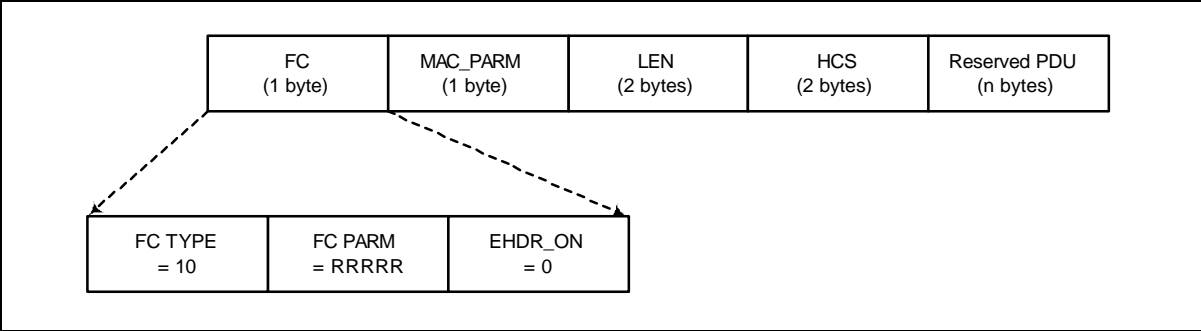 FC
(1 byte)
MAC_PARM
(1 byte)
LEN
(2 bytes)
HCS
(2 bytes)
Reserved PDU
(n bytes)
FC TYPE
= 10
FC PARM
= RRRRR
EHDR_ON
= 0